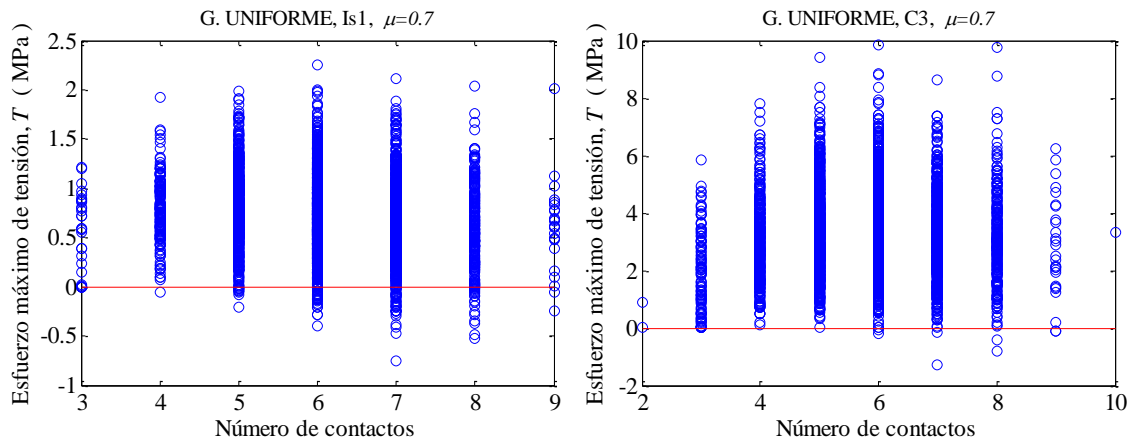 G. UNIFORME, Is1, μ=0.7
Esfuerzo máximo de tensión, T ( MPa )
2.5
2
1.5
1
0.5
0
-0.5
-1
3 4 5 6 7 8 9
Número de contactos
G. UNIFORME, C3, μ=0.7
Esfuerzo máximo de tensión, T ( MPa )
10
8
6
4
2
0
-2
2 4 6 8 10
Número de contactos